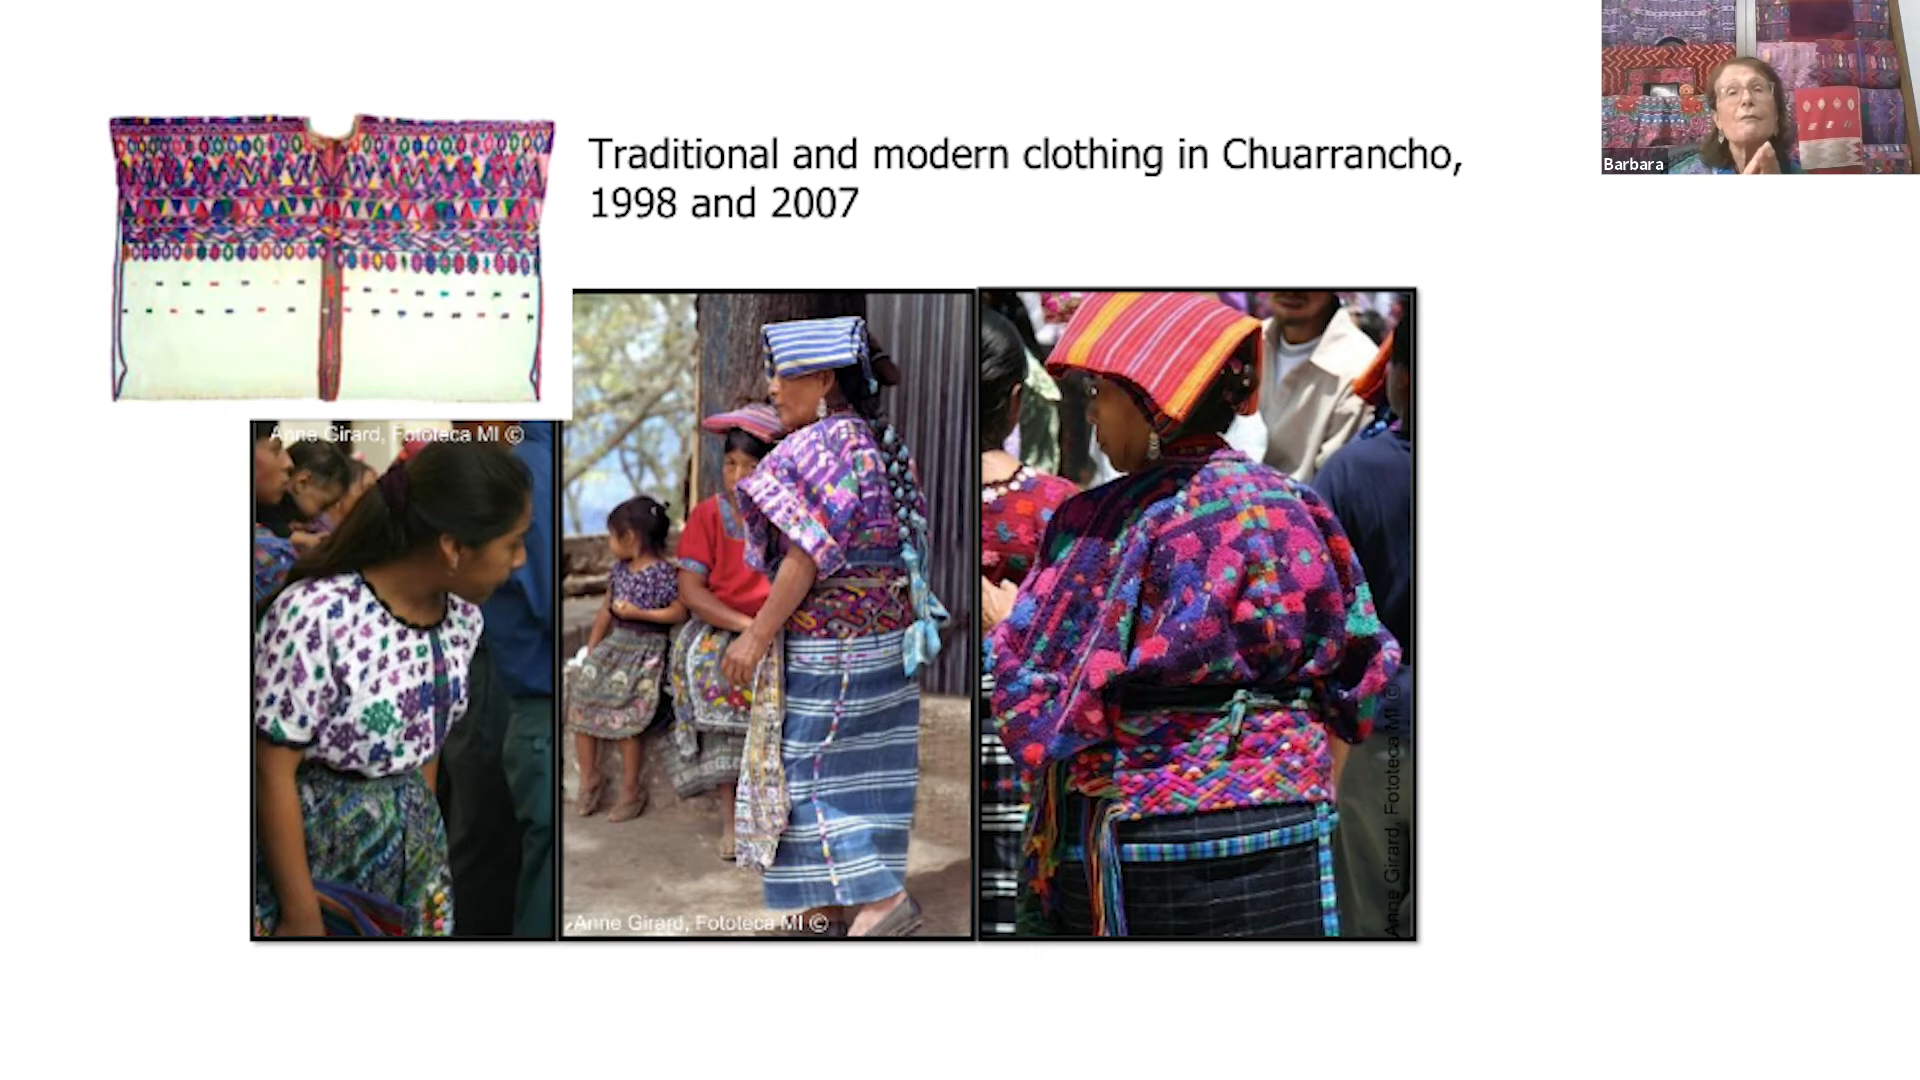 Traditional and modern clothing in Chuarrancho,
1998 and 2007
Barbara
Anne Girard, Fototeca MI ©
Anne Girard, Fototeca MI ©
Anne Girard, Fototeca MI ©